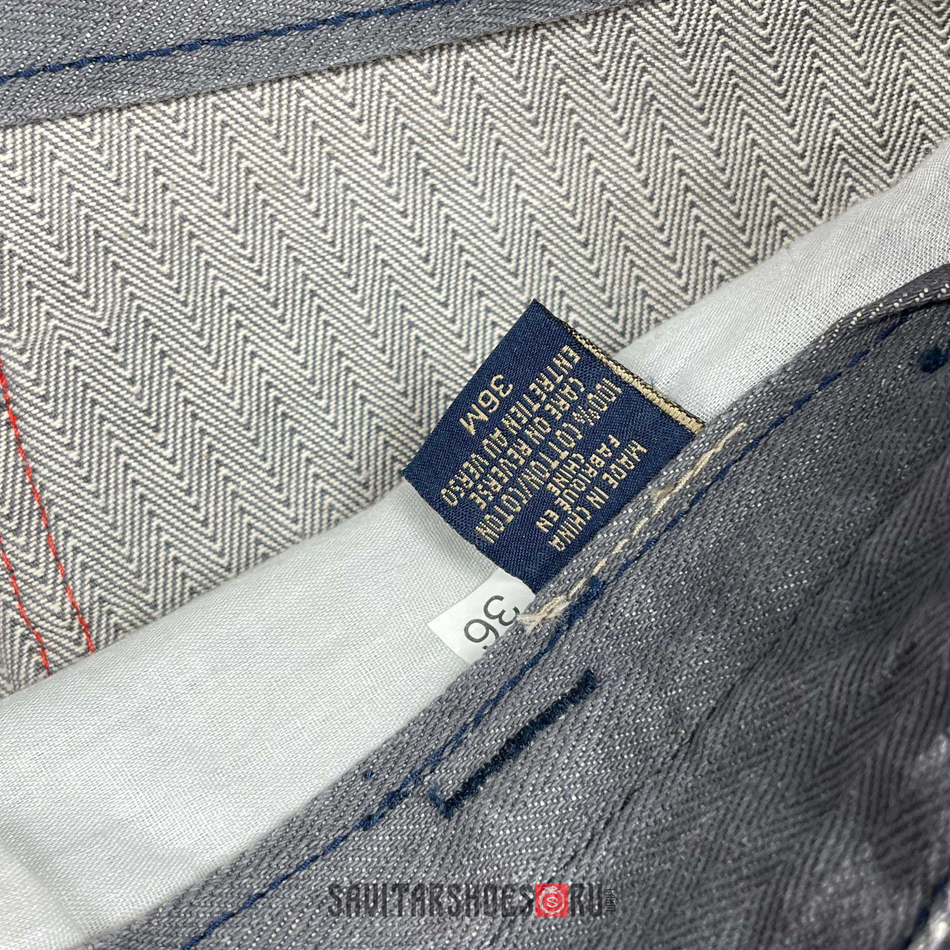 MADE IN CHINA
FABRIQUÉ EN
CHINE
100% COTTON/COTON
CARE ON REVERSE
ENTRETIEN AU VERSO
36M
36
SAVITARSHOES RU